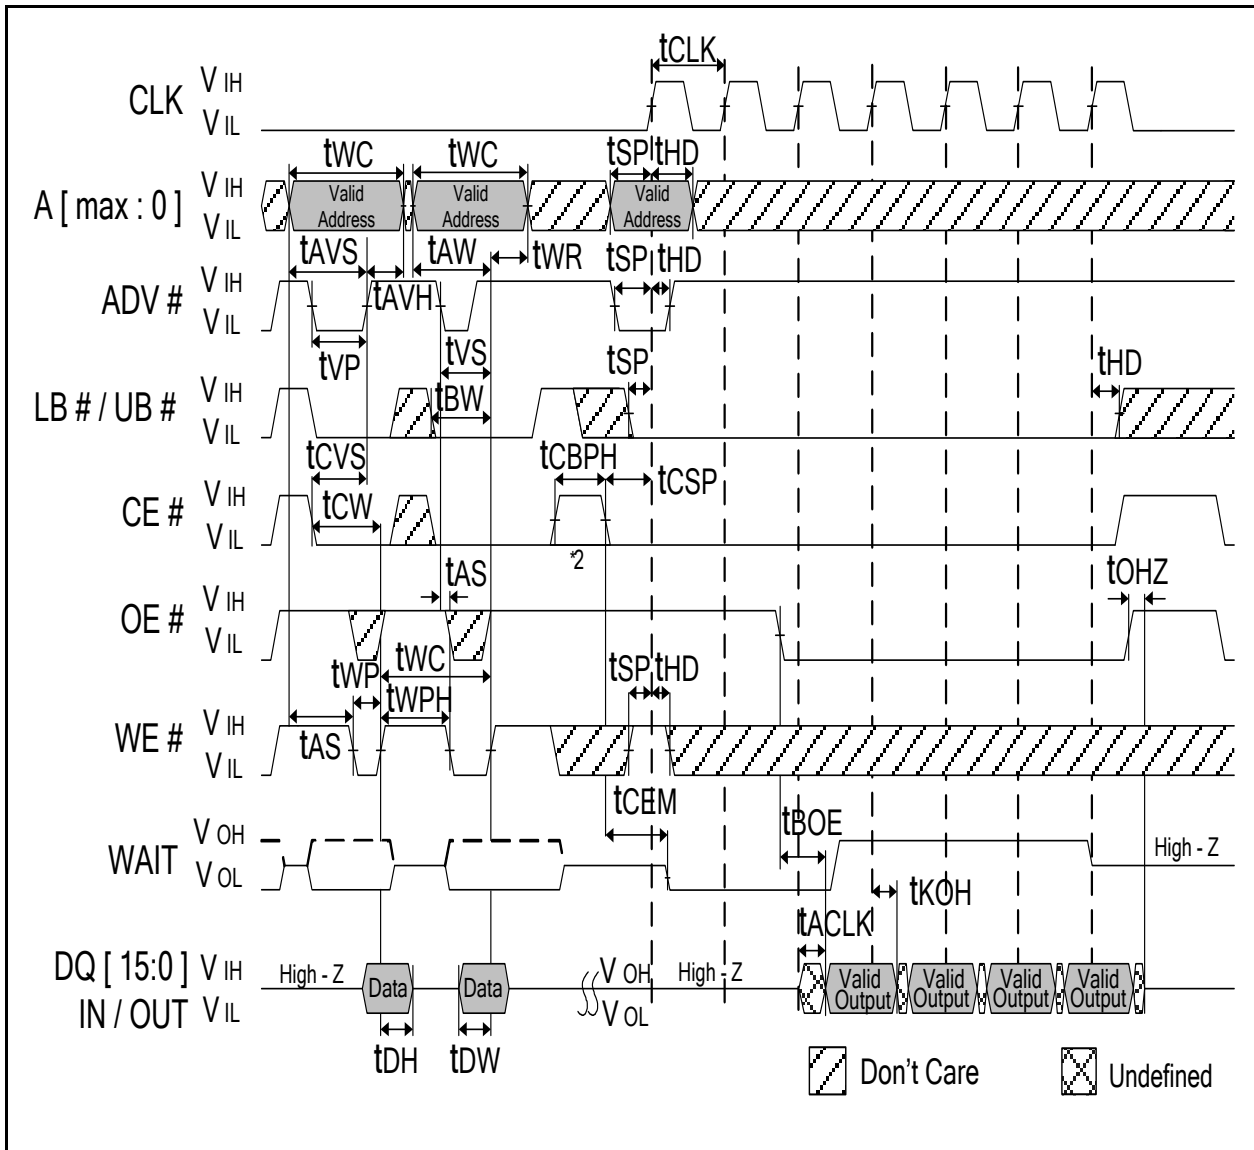 tCLK
CLK V IH
V IL
tWC tWC tSP tHD
A [ max : 0 ] V IH
V IL
Valid Address Valid Address Valid Address
tAVS tAW tWR tSP tHD
ADV # V IH
V IL
tAVH
tVP tVS tSP tHD
LB # / UB # V IH
V IL
tBW
tCVS tCBPH tCSP
CE # V IH
V IL
tCW
*2
tAS tOHZ
OE # V IH
V IL
tWP tWC tSP tHD
tWPH
WE # V IH
V IL
tAS
tCEM tBOE
WAIT V OH
V OL
High - Z
tKOH
tACLK
DQ [ 15:0 ] V IH
IN / OUT V IL
High - Z Data Data V OH High - Z
V OL
Valid Output Valid Output Valid Output Valid Output
tDH tDW
Don't Care Undefined